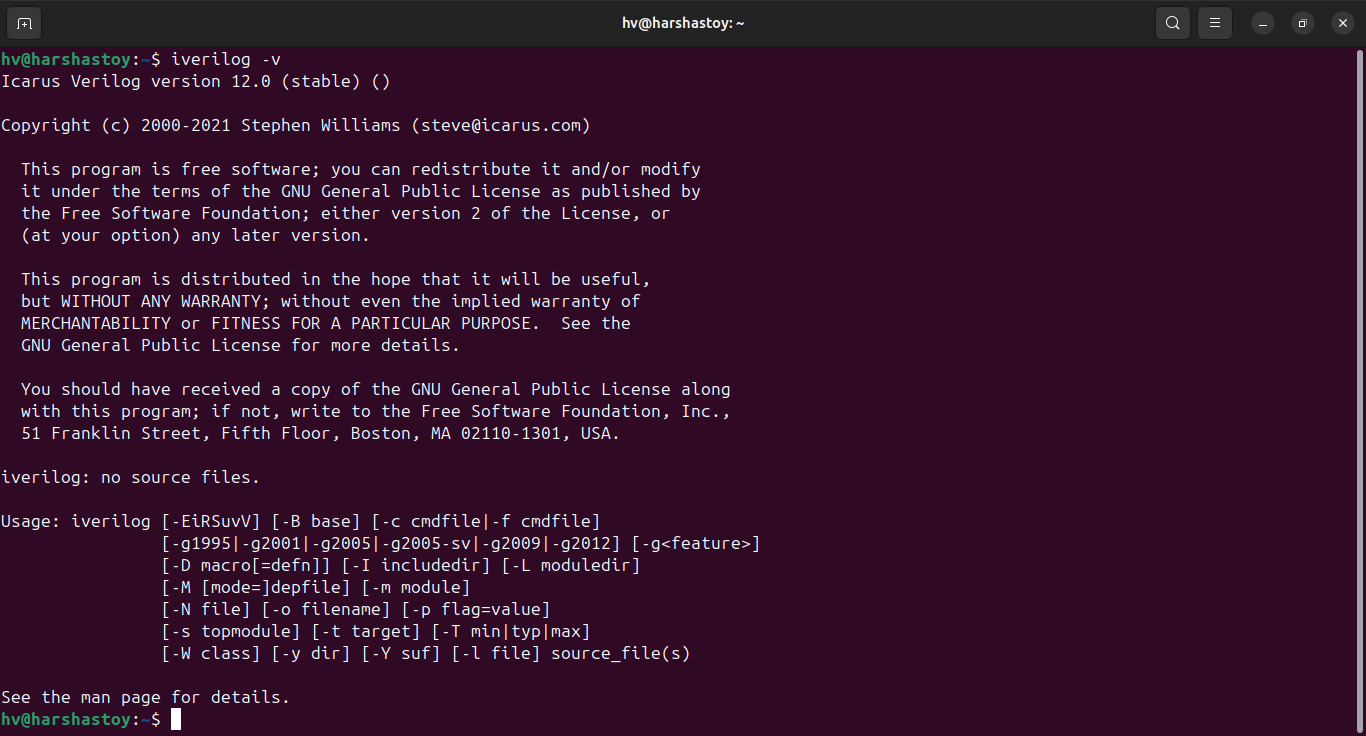 hv@harshastoy: ~
hv@harshastoy:~$ iverilog -v
Icarus Verilog version 12.0 (stable) ()
Copyright (c) 2000-2021 Stephen Williams (steve@icarus.com)
This program is free software; you can redistribute it and/or modify
it under the terms of the GNU General Public License as published by
the Free Software Foundation; either version 2 of the License, or
(at your option) any later version.
This program is distributed in the hope that it will be useful,
but WITHOUT ANY WARRANTY; without even the implied warranty of
MERCHANTABILITY or FITNESS FOR A PARTICULAR PURPOSE.  See the
GNU General Public License for more details.
You should have received a copy of the GNU General Public License along
with this program; if not, write to the Free Software Foundation, Inc.,
51 Franklin Street, Fifth Floor, Boston, MA 02110-1301, USA.
iverilog: no source files.
Usage: iverilog [-EiRSuvV] [-B base] [-c cmdfile|-f cmdfile]
[-g1995|-g2001|-g2005|-g2005-sv|-g2009|-g2012] [-g<feature>]
[-D macro[=defn]] [-I includedir] [-L moduledir]
[-M [mode=]depfile] [-m module]
[-N file] [-o filename] [-p flag=value]
[-s topmodule] [-t target] [-T min|typ|max]
[-W class] [-y dir] [-Y suf] [-l file] source_file(s)
See the man page for details.
hv@harshastoy:~$